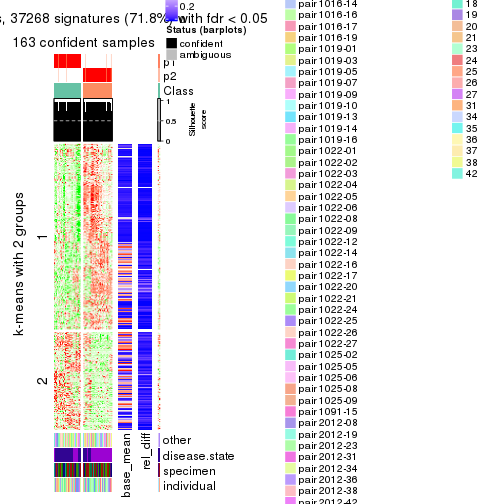 0.2
, 37268 signatures (71.8%) with fdr < 0.05
Status (barplots)
163 confident samples
confident
ambiguous
p1
p2
Class
1
0.5
0
Silhouette
score
k-means with 2 groups
1
2
base_mean
rel_diff
other
disease.state
specimen
individual
pair1016-14
pair1016-16
pair1016-17
pair1016-19
pair1019-01
pair1019-03
pair1019-05
pair1019-07
pair1019-09
pair1019-10
pair1019-13
pair1019-14
pair1019-16
pair1022-01
pair1022-02
pair1022-03
pair1022-04
pair1022-05
pair1022-06
pair1022-08
pair1022-09
pair1022-12
pair1022-14
pair1022-16
pair1022-17
pair1022-20
pair1022-21
pair1022-24
pair1022-25
pair1022-26
pair1022-27
pair1025-02
pair1025-05
pair1025-06
pair1025-08
pair1025-09
pair1091-15
pair2012-08
pair2012-19
pair2012-23
pair2012-31
pair2012-34
pair2012-36
pair2012-38
pair2012-42
18
19
20
21
23
24
25
26
27
31
34
35
36
37
38
42